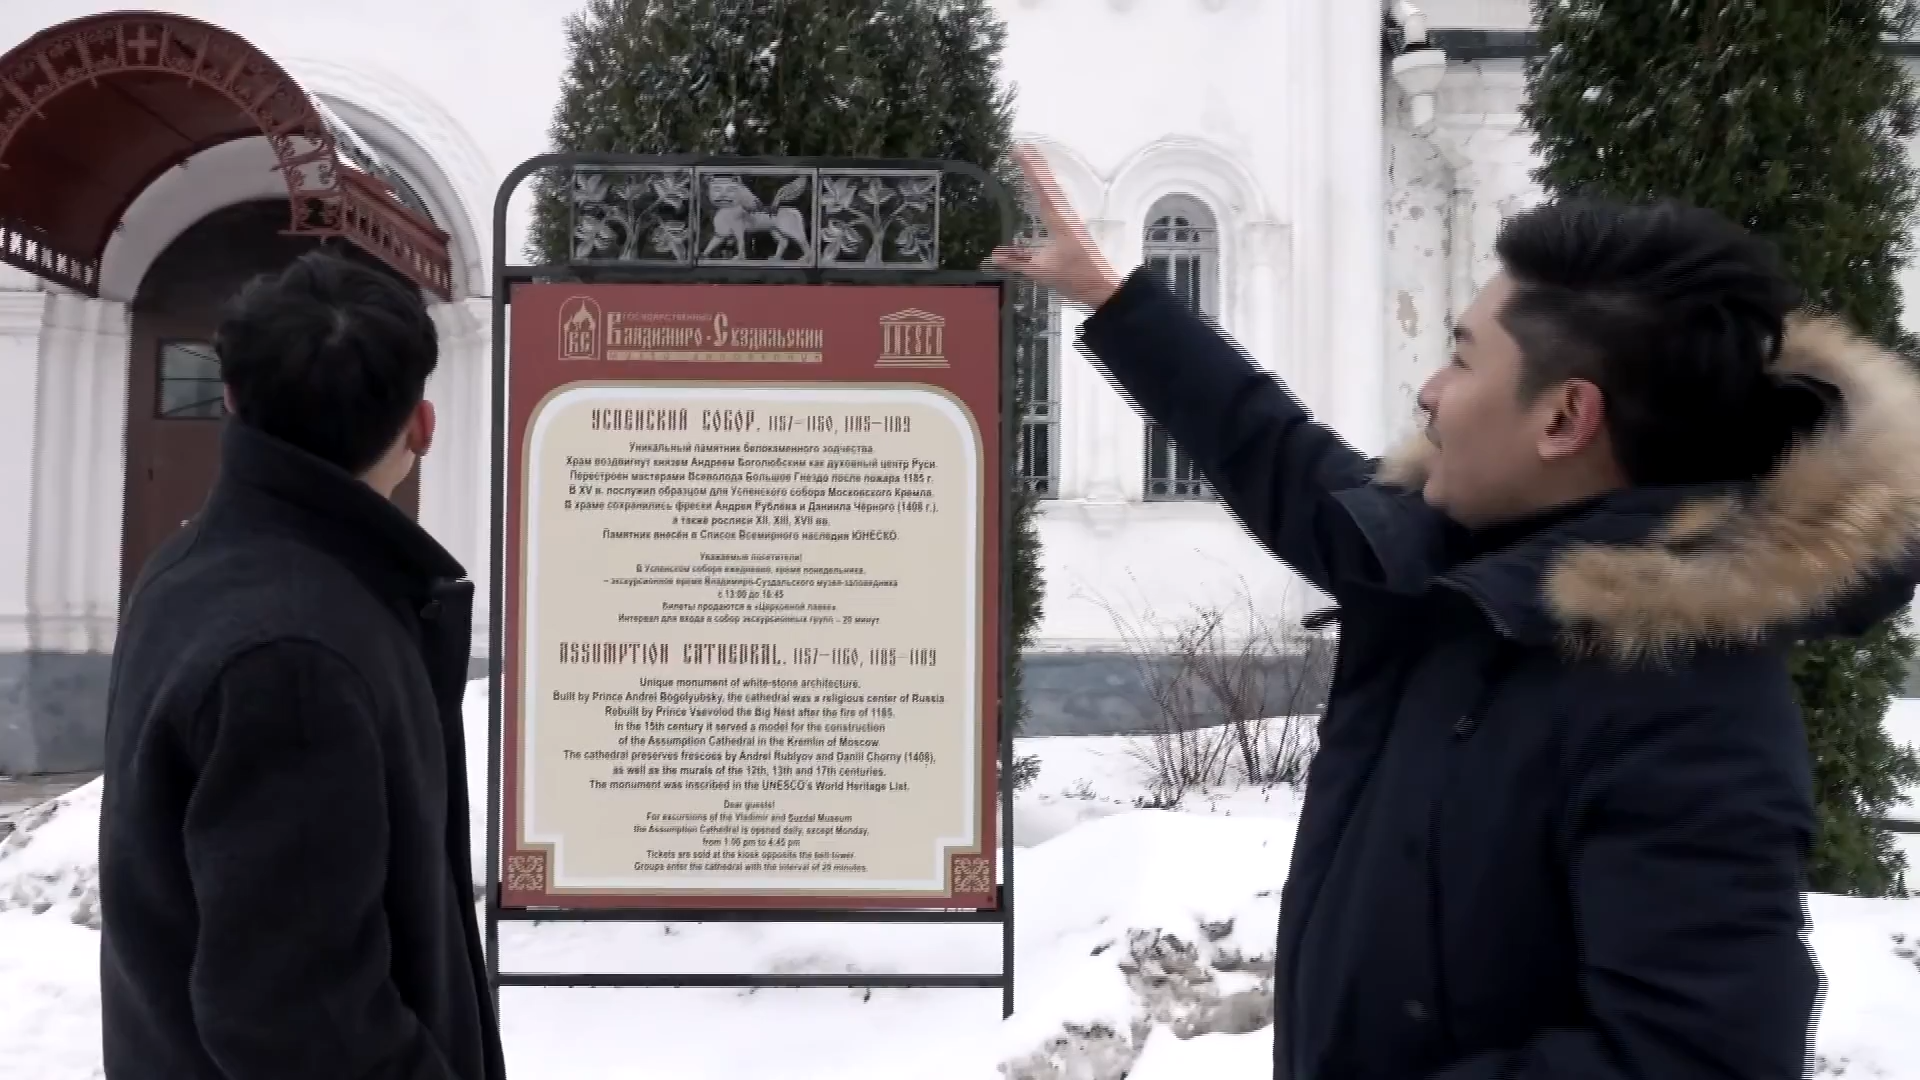 ГОСУДАРСТВЕННЫЙ
Владимиро-Суздальский
МУЗЕЙ-ЗАПОВЕДНИК
UNESCO
УСПЕНСКИЙ СОБОР, 1157–1160, 1185–1189
Уникальный памятник белокаменного зодчества.
Храм воздвигнут князем Андреем Боголюбским как духовный центр Руси.
Перестроен мастерами Всеволода Большое Гнездо после пожара 1185 г.
В XV в. послужил образцом для Успенского собора Московского Кремля.
В храме сохранились фрески Андрея Рублёва и Даниила Чёрного (1408 г.),
а также росписи XII, XIII, XVII вв.
Памятник внесён в Список Всемирного наследия ЮНЕСКО.
Уважаемые посетители!
В Успенском соборе ежедневно, кроме понедельника,
– экскурсионное время Владимиро-Суздальского музея-заповедника
с 13:00 до 16:45
Билеты продаются в «Церковной лавке».
Интервал для входа в собор экскурсионных групп – 20 минут.
ASSUMPTION CATHEDRAL, 1157–1160, 1185–1189
Unique monument of white-stone architecture.
Built by Prince Andrei Bogolyubsky, the cathedral was a religious center of Russia
Rebuilt by Prince Vsevolod the Big Nest after the fire of 1185.
In the 15th century it served a model for the construction
of the Assumption Cathedral in the Kremlin of Moscow
The cathedral preserves frescoes by Andrei Rublyov and Daniil Chorny (1408),
as well as the murals of the 12th, 13th and 17th centuries.
The monument was inscribed in the UNESCO's World Heritage List.
Dear guests!
For excursions of the Vladimir and Suzdal Museum
the Assumption Cathedral is opened daily, except Monday,
from 1:00 pm to 4:45 pm
Tickets are sold at the kiosk opposite the bell-tower.
Groups enter the cathedral with the interval of 20 minutes.